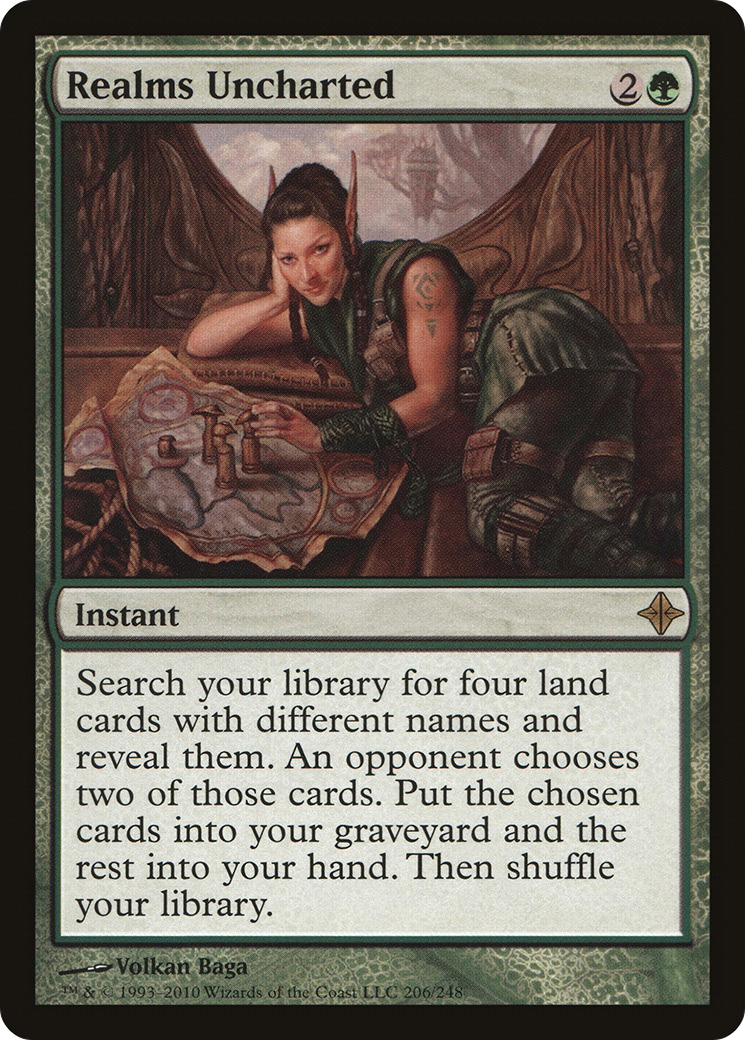 Realms Uncharted 2
Instant
Search your library for four land
cards with different names and
reveal them. An opponent chooses
two of those cards. Put the chosen
cards into your graveyard and the
rest into your hand. Then shuffle
your library.
Volkan Baga
™ & © 1993–2010 Wizards of the Coast LLC 206/248